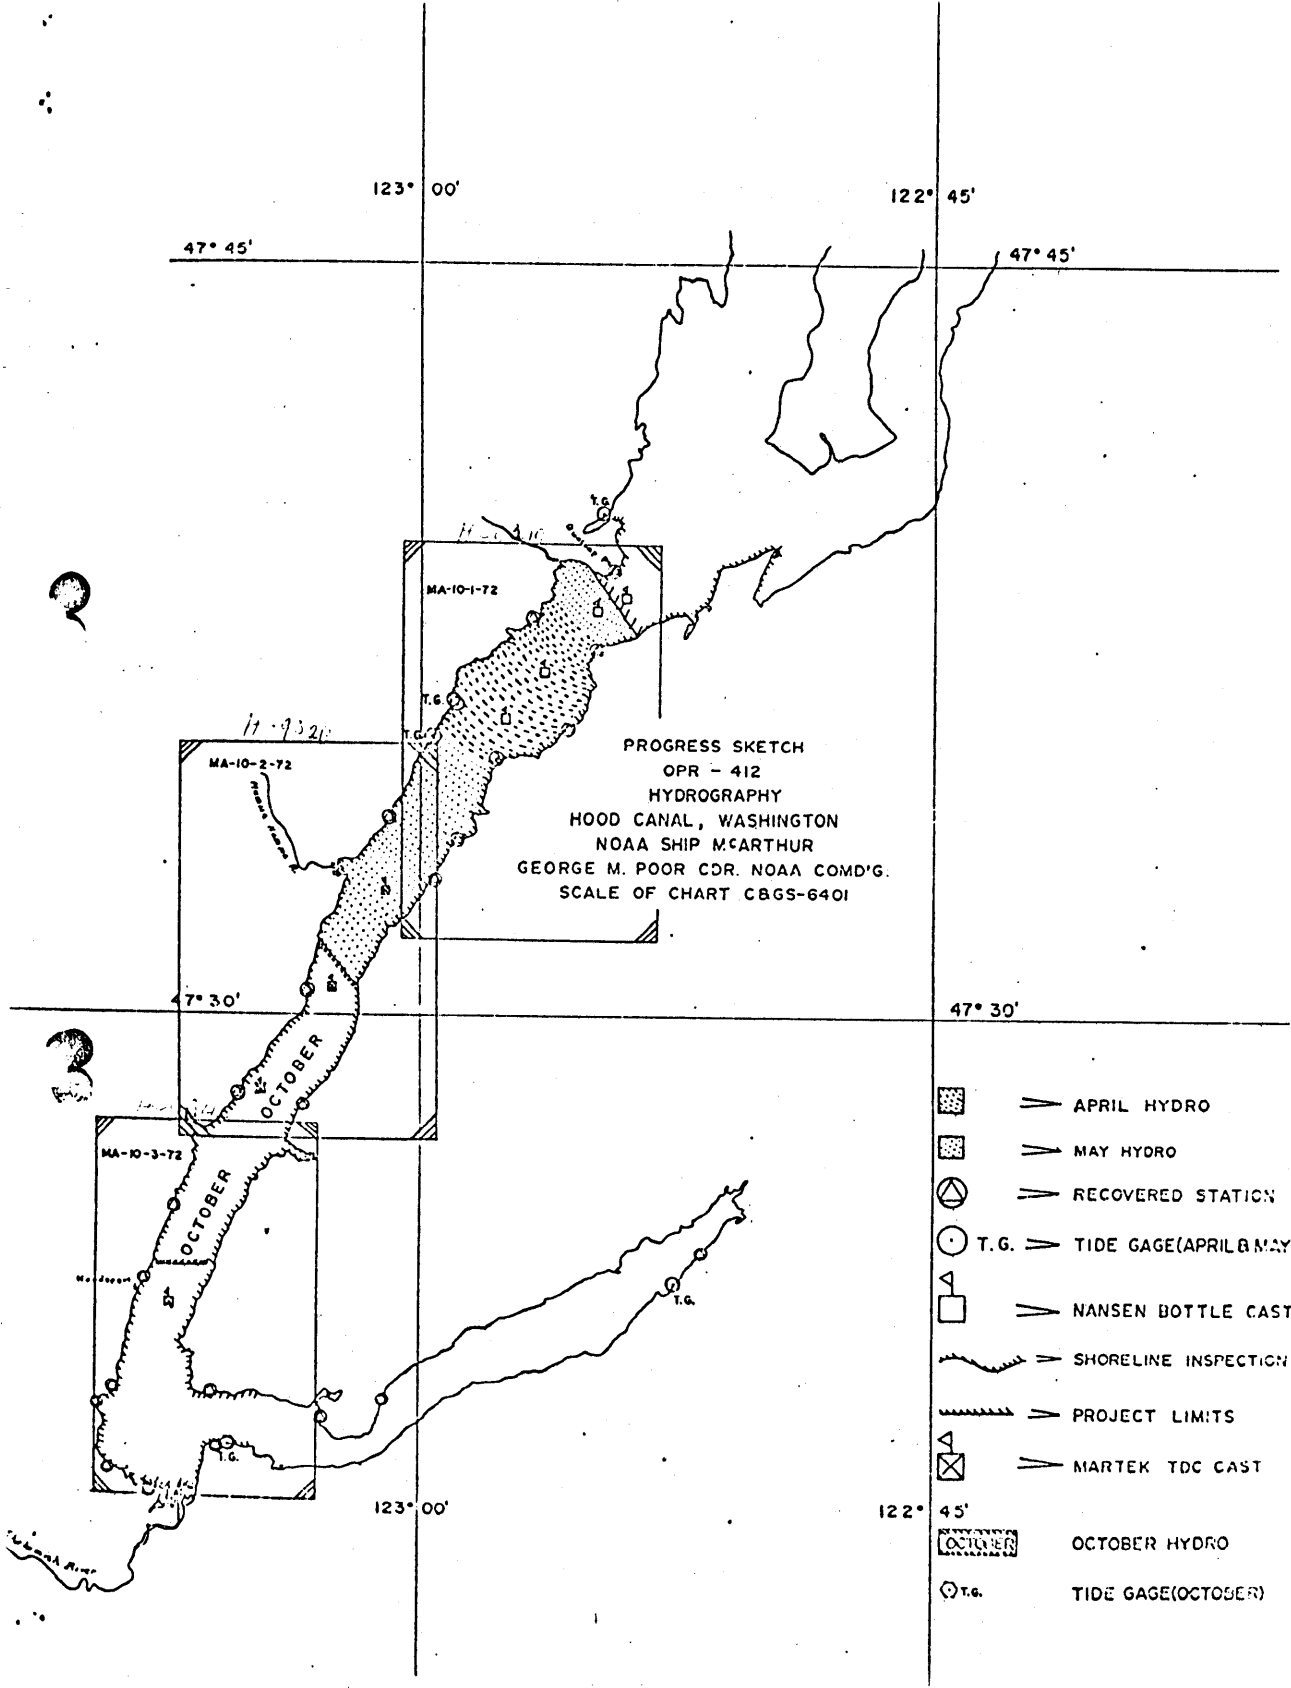 123° 00'
122° 45'
47° 45'
47° 45'
T.G.
MA-10-1-72
T.G.
T.G.
MA-10-2-72
PROGRESS SKETCH
OPR - 412
HYDROGRAPHY
HOOD CANAL, WASHINGTON
NOAA SHIP McARTHUR
GEORGE M. POOR CDR. NOAA COMD'G.
SCALE OF CHART C&GS-6401
47° 30'
47° 30'
OCTOBER
MA-10-3-72
OCTOBER
T.G.
T.G.
123° 00'
122° 45'
APRIL HYDRO
MAY HYDRO
RECOVERED STATION
T.G. TIDE GAGE(APRIL & MAY
NANSEN BOTTLE CAST
SHORELINE INSPECTION
PROJECT LIMITS
MARTEK TDC CAST
OCTOBER OCTOBER HYDRO
T.G. TIDE GAGE(OCTOBER)